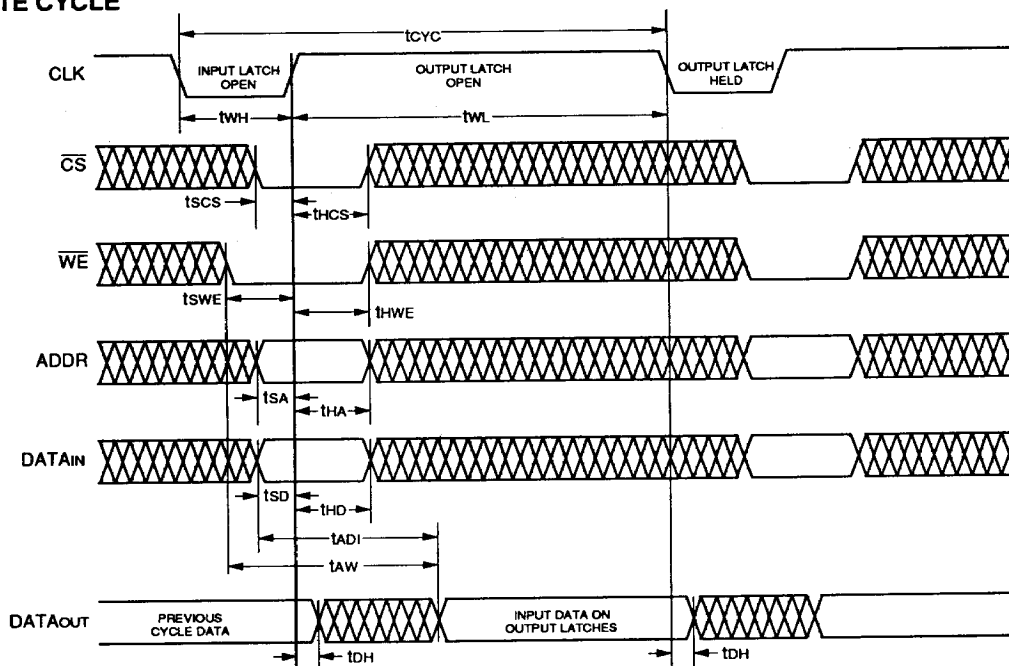 TE CYCLE
tCYC
CLK
INPUT LATCH
OPEN
OUTPUT LATCH
OPEN
OUTPUT LATCH
HELD
tWH
tWL
CS
tSCS
tHCS
WE
tSWE
tHWE
ADDR
tSA
tHA
DATAIN
tSD
tHD
tADI
tAW
DATAOUT
PREVIOUS
CYCLE DATA
INPUT DATA ON
OUTPUT LATCHES
tDH
tDH